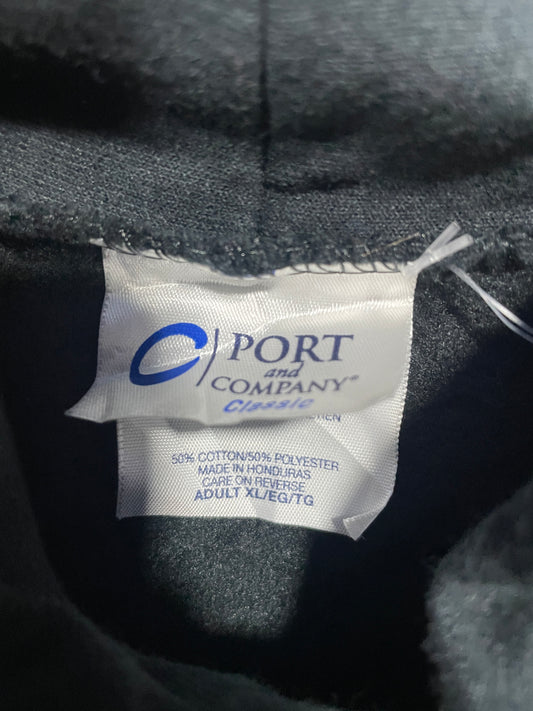 PORT
and
COMPANY®
Classic
50% COTTON/50% POLYESTER
MADE IN HONDURAS
CARE ON REVERSE
ADULT XL/EG/TG